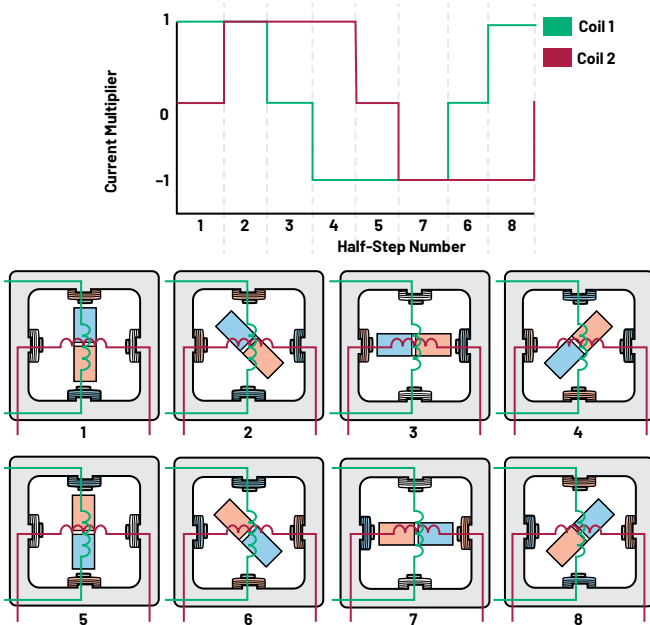 1
Coil 1
Coil 2
Current Multiplier
0
-1
1 2 3 4 5 7 6 8
Half-Step Number
1 2 3 4
5 6 7 8